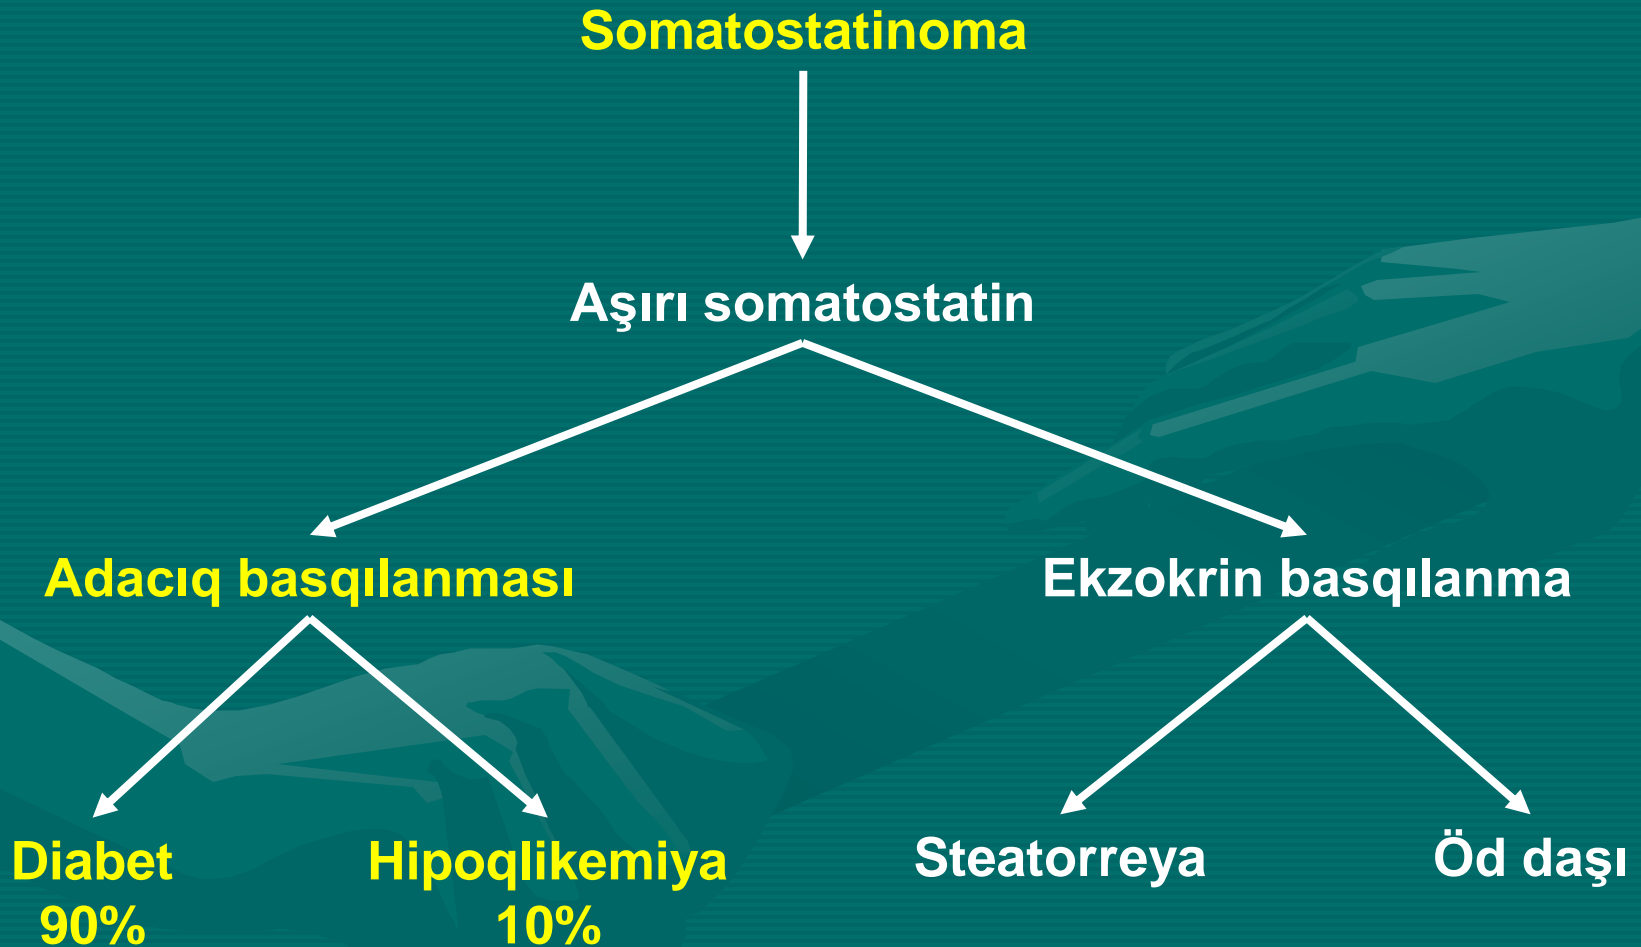 Somatostatinoma
Aşırı somatostatin
Adacıq basqılanması
Ekzokrin basqılanma
Diabet
90%
Hipoqlikemiya
10%
Steatorreya
Öd daşı